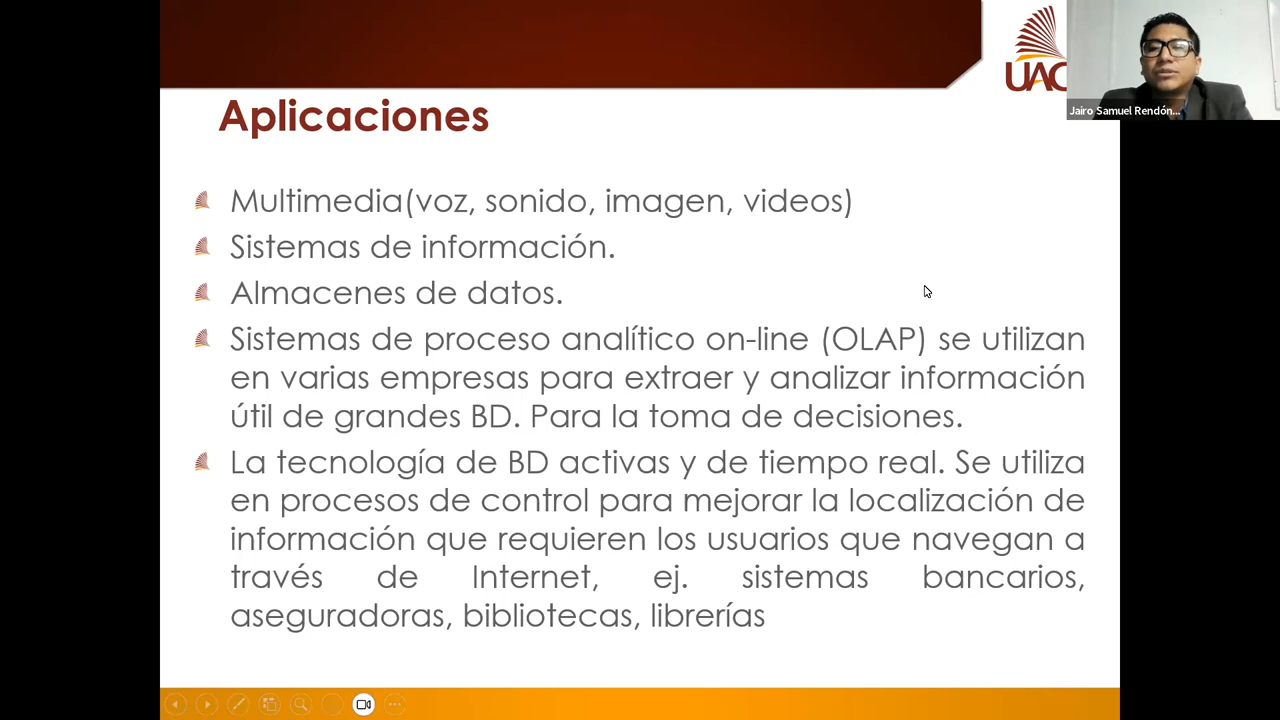 UAC
Jairo Samuel Rendón...
Aplicaciones
Multimedia(voz, sonido, imagen, videos)
Sistemas de información.
Almacenes de datos.
Sistemas de proceso analítico on-line (OLAP) se utilizan
en varias empresas para extraer y analizar información
útil de grandes BD. Para la toma de decisiones.
La tecnología de BD activas y de tiempo real. Se utiliza
en procesos de control para mejorar la localización de
información que requieren los usuarios que navegan a
través de Internet, ej. sistemas bancarios,
aseguradoras, bibliotecas, librerías